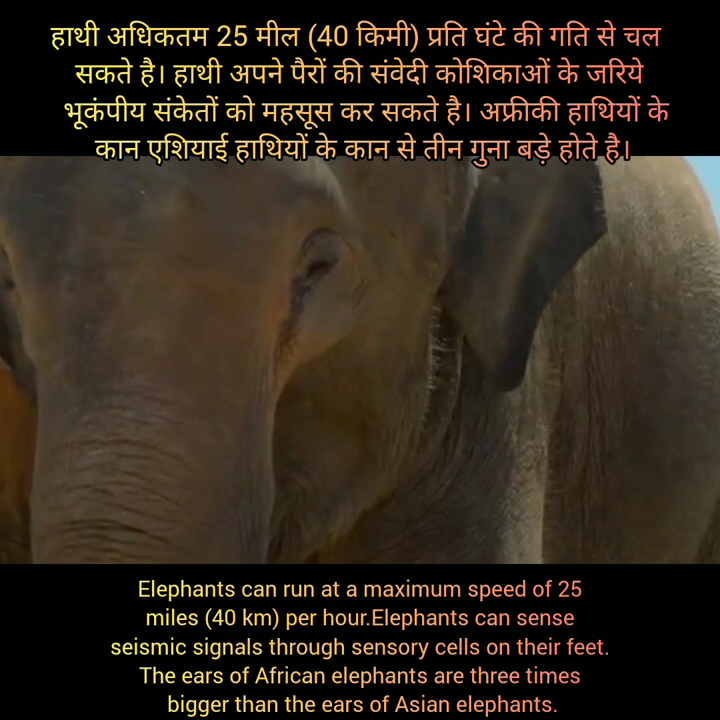 हाथी अधिकतम 25 मील (40 किमी) प्रति घंटे की गति से चल
सकते है। हाथी अपने पैरों की संवेदी कोशिकाओं के जरिये
भूकंपीय संकेतों को महसूस कर सकते है। अफ्रीकी हाथियों के
कान एशियाई हाथियों के कान से तीन गुना बड़े होते है।
Elephants can run at a maximum speed of 25
miles (40 km) per hour.Elephants can sense
seismic signals through sensory cells on their feet.
The ears of African elephants are three times
bigger than the ears of Asian elephants.